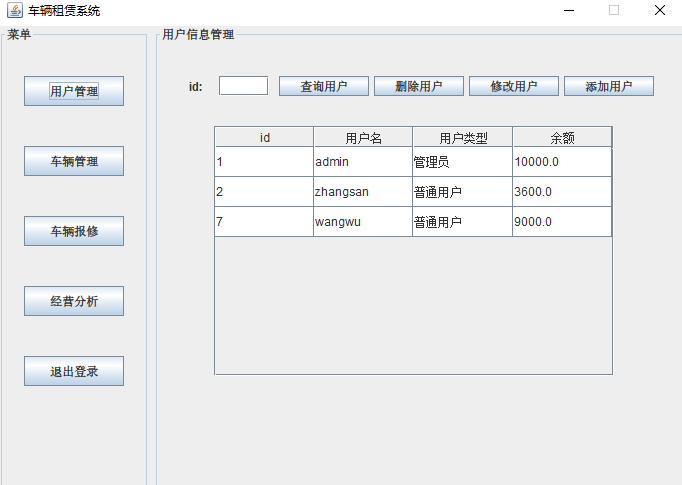 车辆租赁系统
菜单
用户管理
车辆管理
车辆报修
经营分析
退出登录
用户信息管理
id: 查询用户 删除用户 修改用户 添加用户
id 用户名 用户类型 余额
1 admin 管理员 10000.0
2 zhangsan 普通用户 3600.0
7 wangwu 普通用户 9000.0